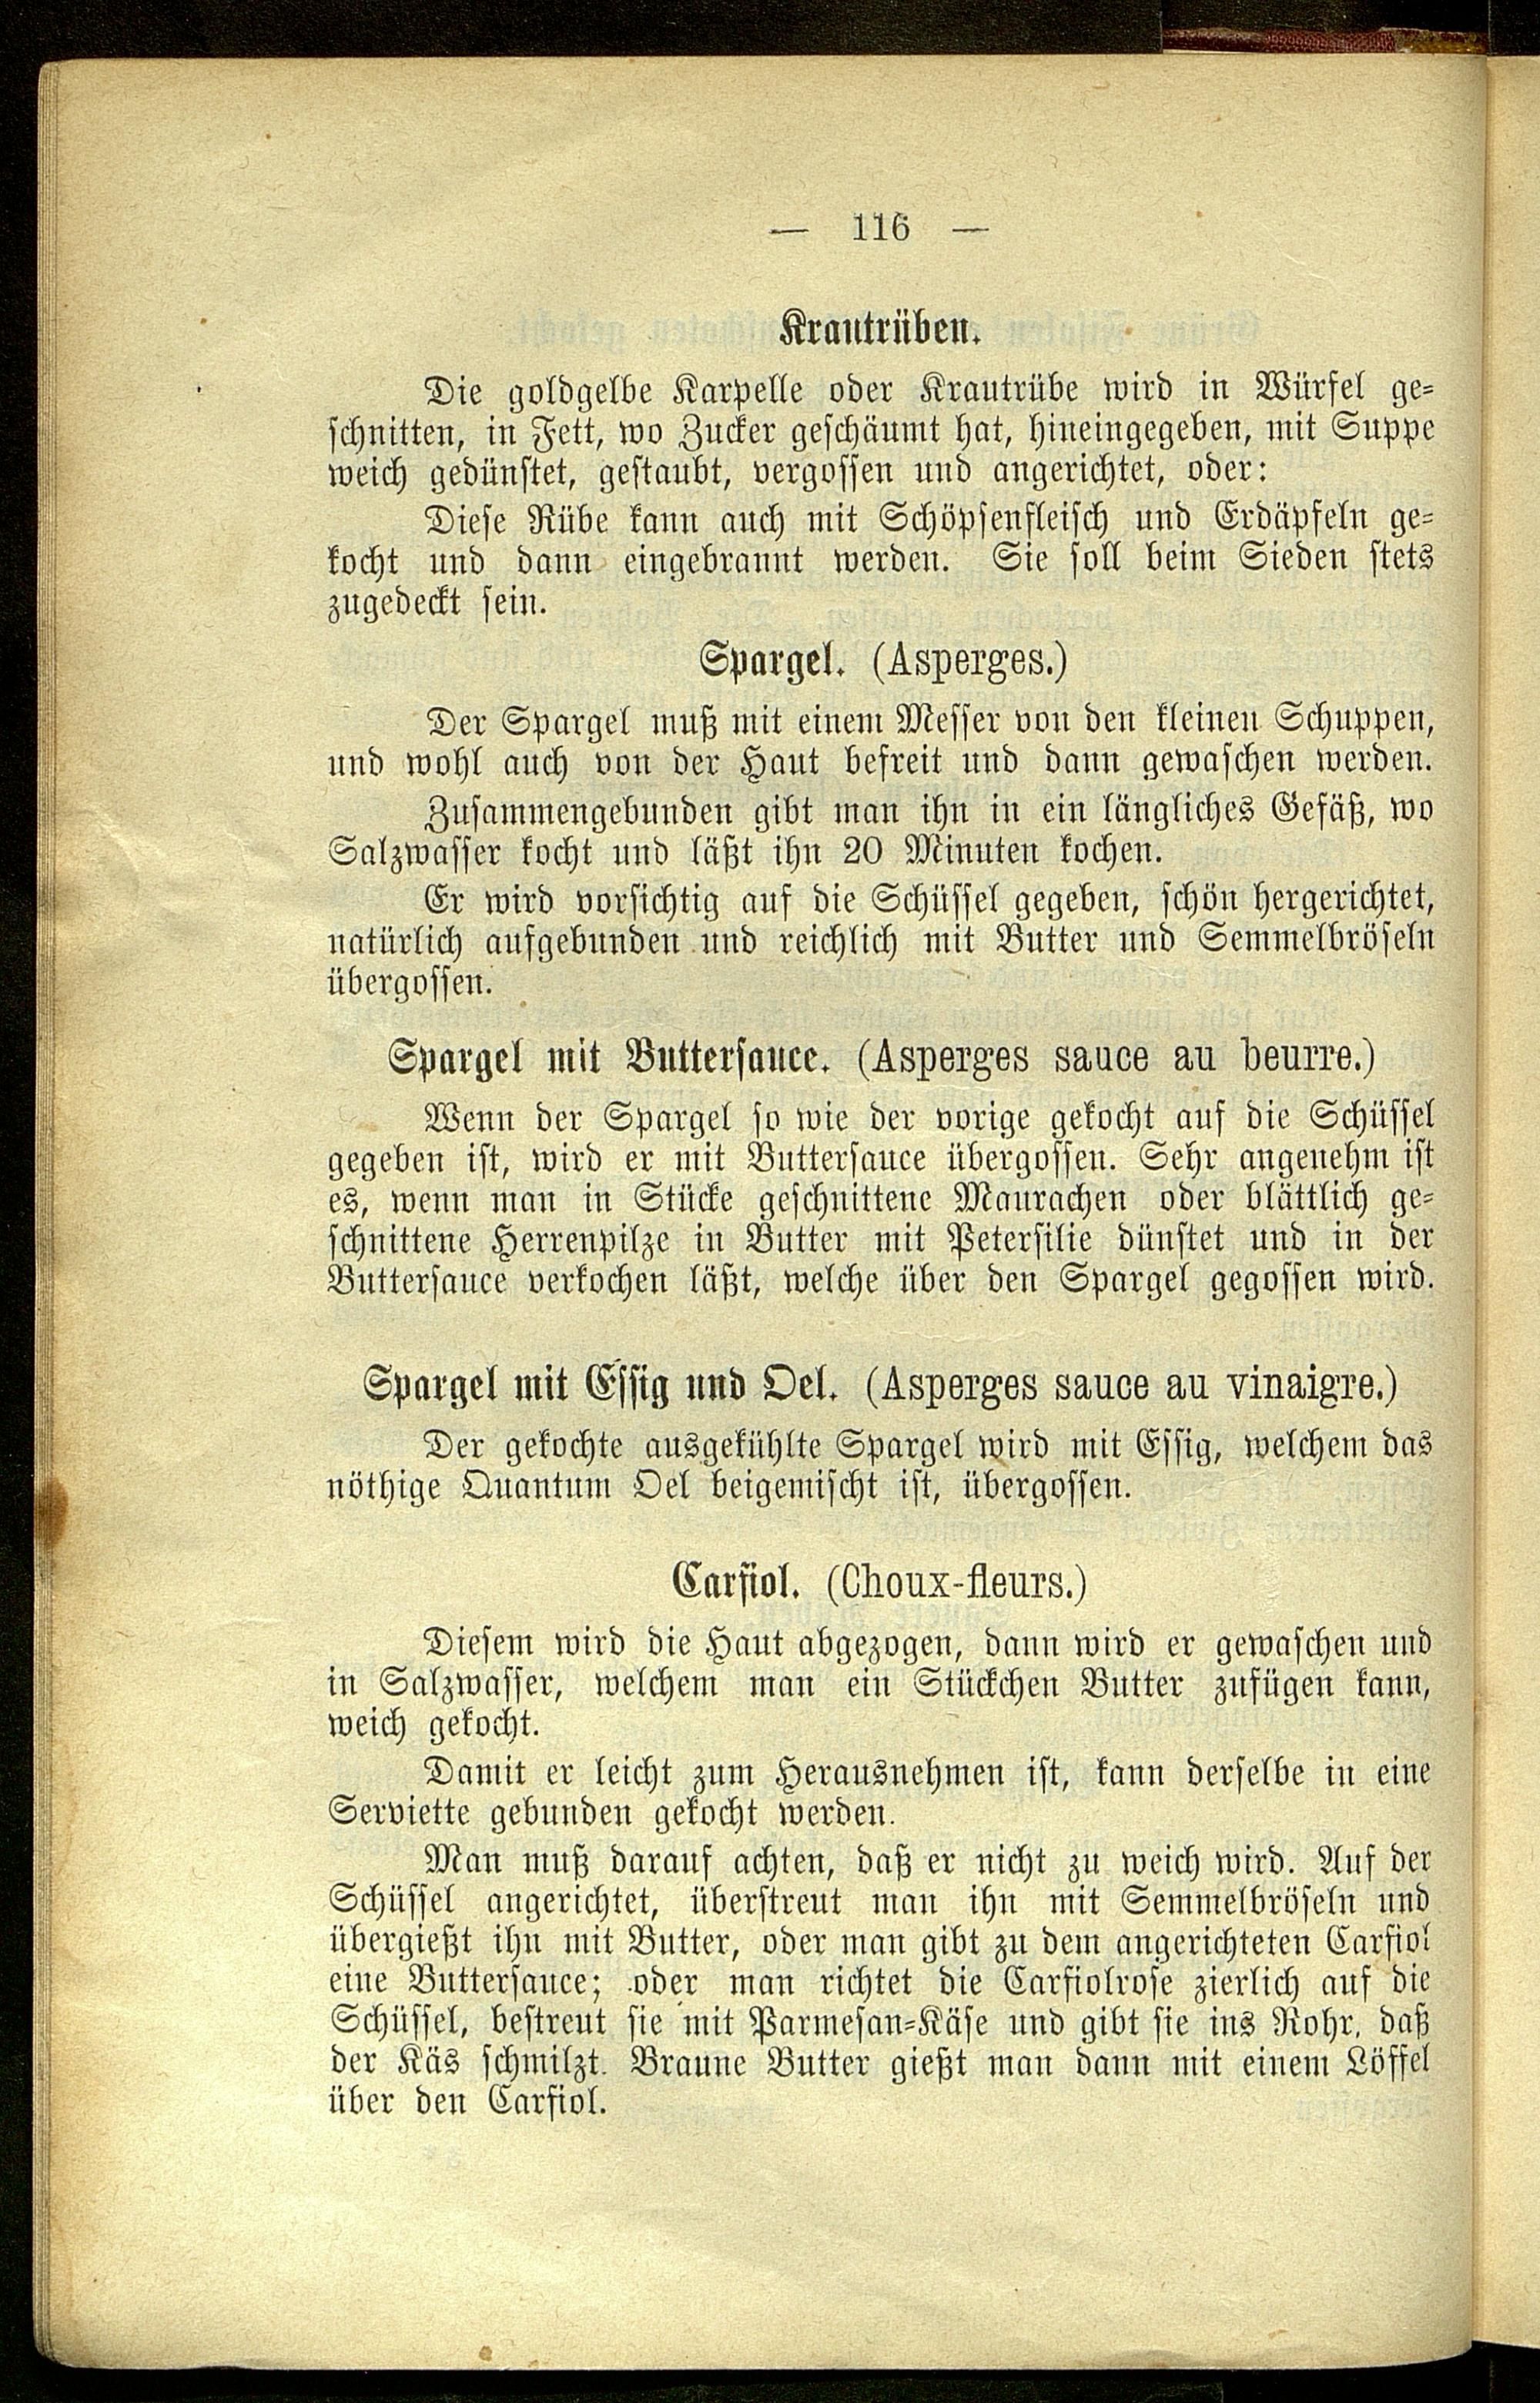 — 116 —
Krautrüben.
Die goldgelbe Karpelle oder Krautrübe wird in Würfel ge=
schnitten, in Fett, wo Zucker geschäumt hat, hineingegeben, mit Suppe
weich gedünstet, gestaubt, vergossen und angerichtet, oder:
Diese Rübe kann auch mit Schöpsenfleisch und Erdäpfeln ge=
kocht und dann eingebrannt werden. Sie soll beim Sieden stets
zugedeckt sein.
Spargel. (Asperges.)
Der Spargel muß mit einem Messer von den kleinen Schuppen,
und wohl auch von der Haut befreit und dann gewaschen werden.
Zusammengebunden gibt man ihn in ein längliches Gefäß, wo
Salzwasser kocht und läßt ihn 20 Minuten kochen.
Er wird vorsichtig auf die Schüssel gegeben, schön hergerichtet,
natürlich aufgebunden und reichlich mit Butter und Semmelbröseln
übergossen.
Spargel mit Buttersauce. (Asperges sauce au beurre.)
Wenn der Spargel so wie der vorige gekocht auf die Schüssel
gegeben ist, wird er mit Buttersauce übergossen. Sehr angenehm ist
es, wenn man in Stücke geschnittene Maurachen oder blättlich ge=
schnittene Herrenpilze in Butter mit Petersilie dünstet und in der
Buttersauce verkochen läßt, welche über den Spargel gegossen wird.
Spargel mit Essig und Oel. (Asperges sauce au vinaigre.)
Der gekochte ausgekühlte Spargel wird mit Essig, welchem das
nöthige Quantum Oel beigemischt ist, übergossen.
Carfiol. (Choux-fleurs.)
Diesem wird die Haut abgezogen, dann wird er gewaschen und
in Salzwasser, welchem man ein Stückchen Butter zufügen kann,
weich gekocht.
Damit er leicht zum Herausnehmen ist, kann derselbe in eine
Serviette gebunden gekocht werden.
Man muß darauf achten, daß er nicht zu weich wird. Auf der
Schüssel angerichtet, überstreut man ihn mit Semmelbröseln und
übergießt ihn mit Butter, oder man gibt zu dem angerichteten Carfiol
eine Buttersauce; oder man richtet die Carfiolrose zierlich auf die
Schüssel, bestreut sie mit Parmesan=Käse und gibt sie ins Rohr, daß
der Käs schmilzt. Braune Butter gießt man dann mit einem Löffel
über den Carfiol.